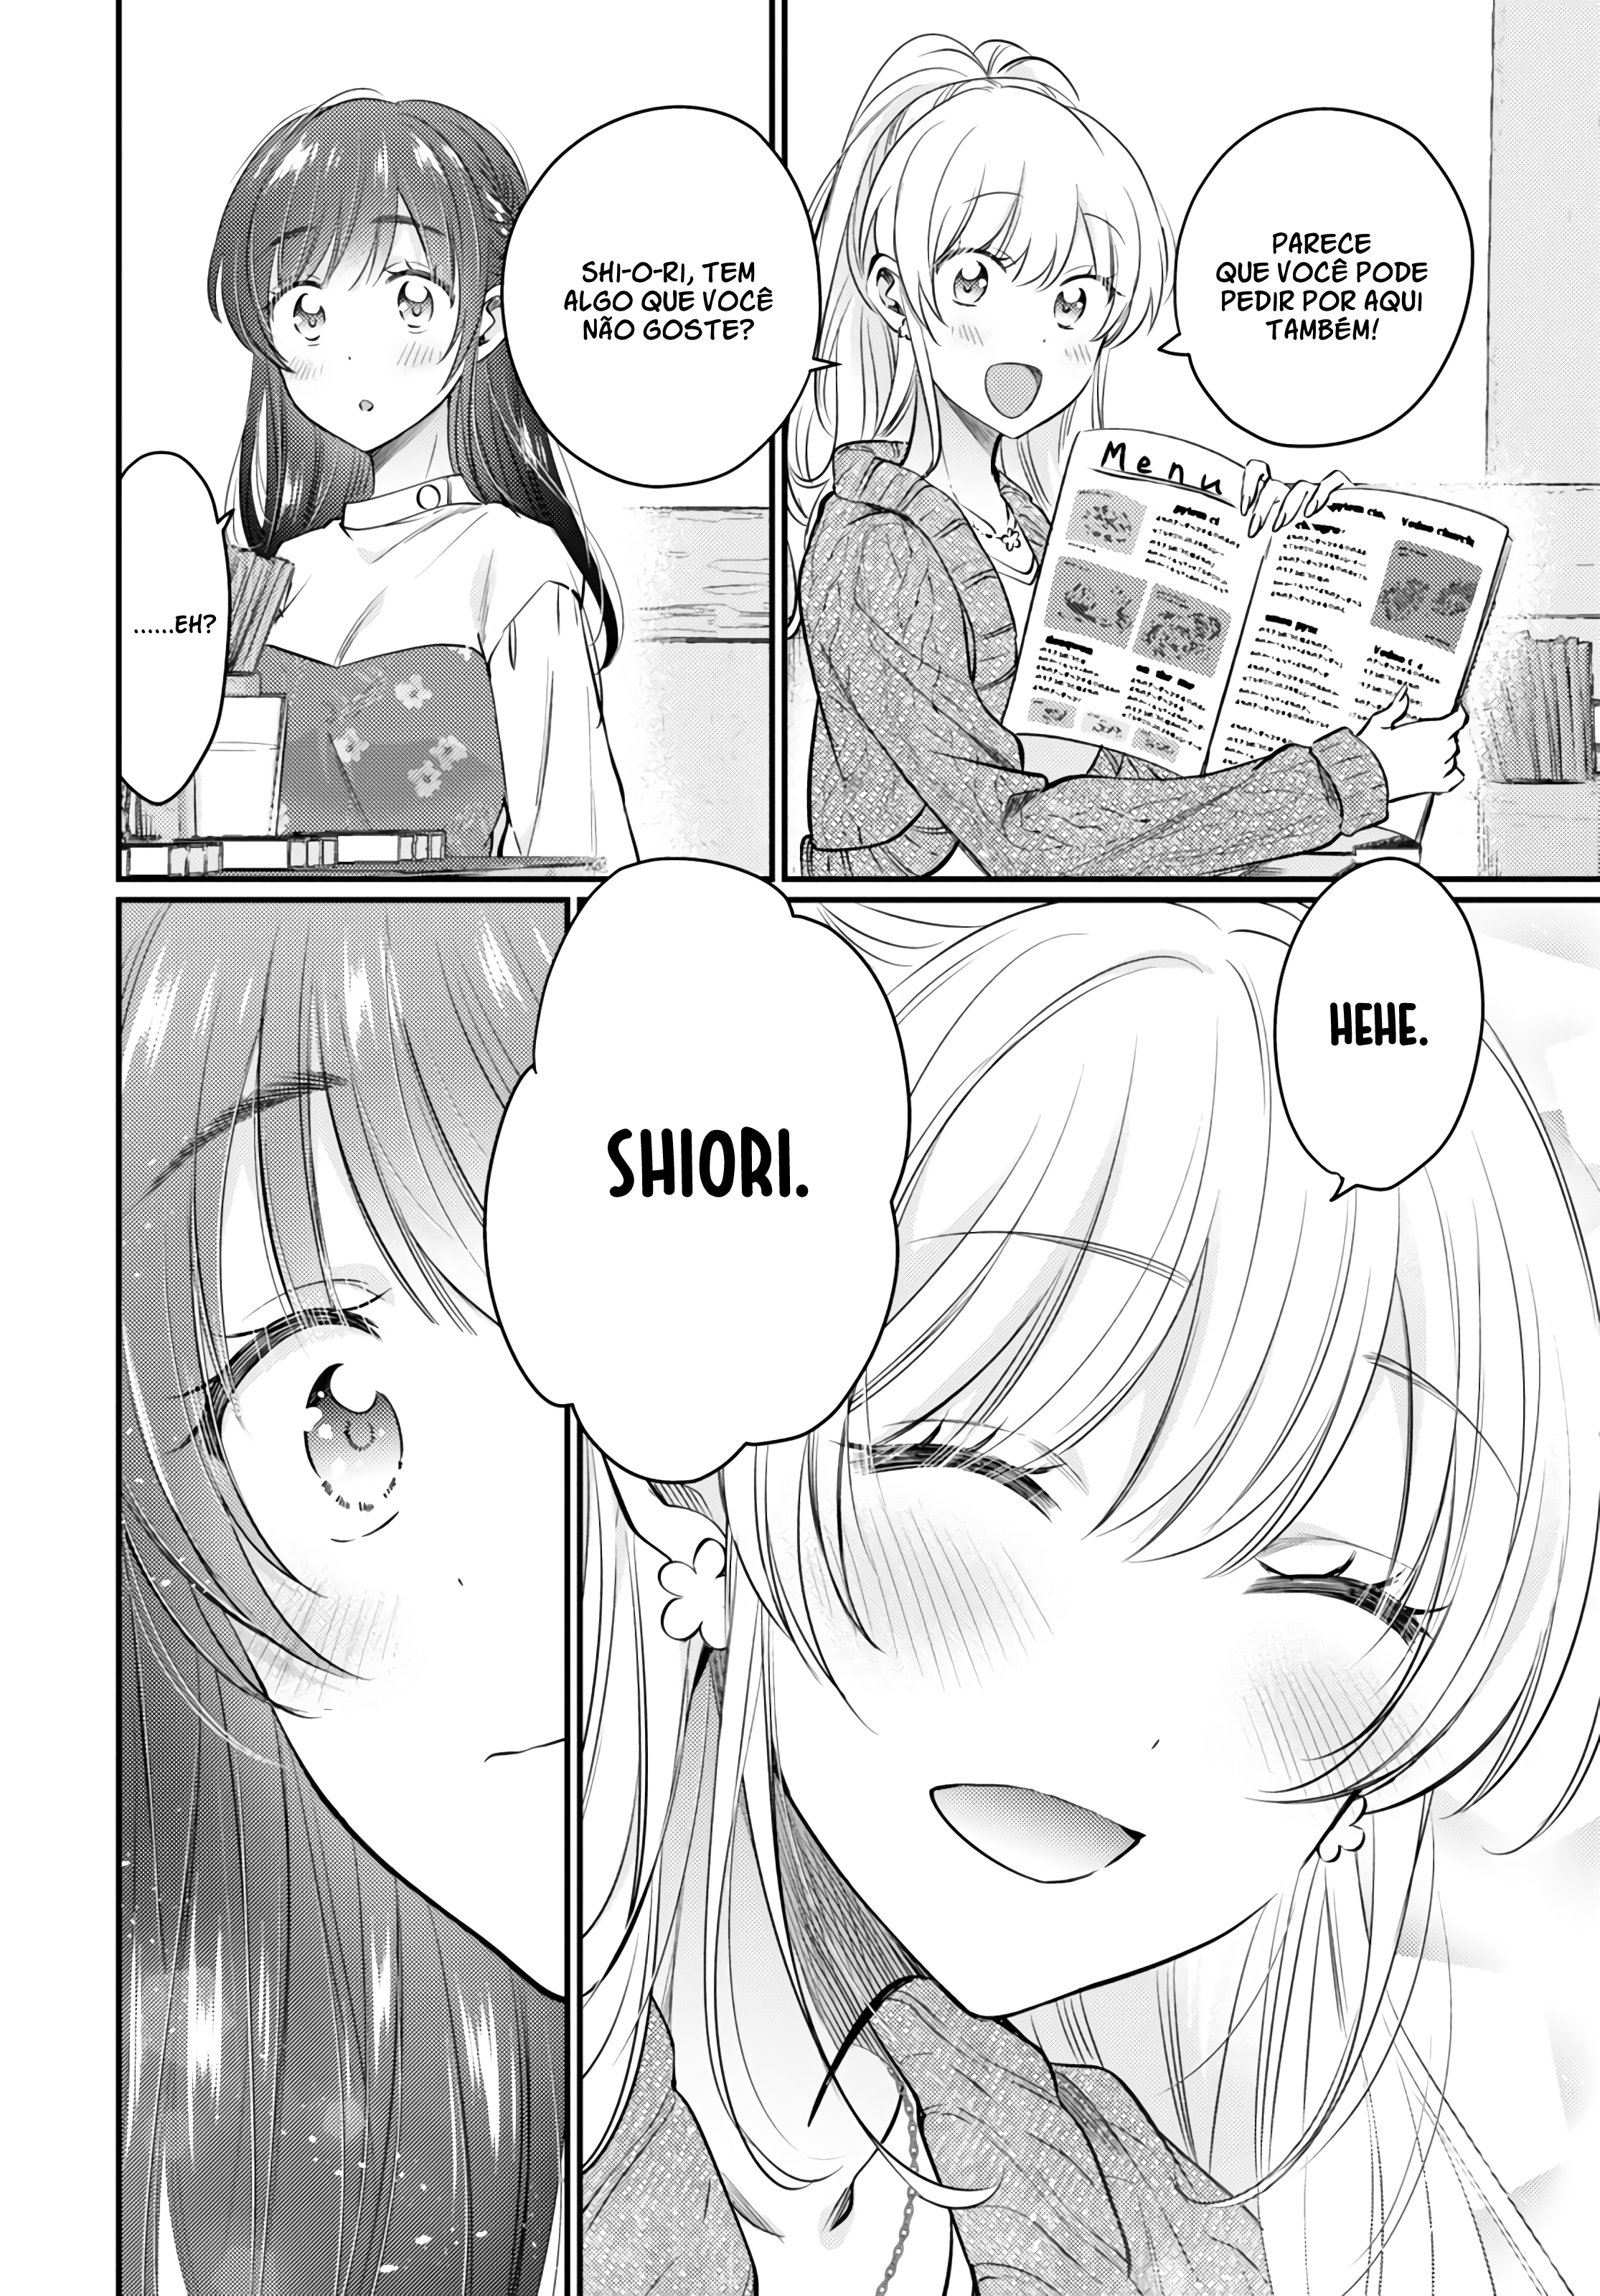 PARECE
QUE VOCÊ PODE
PEDIR POR AQUI
TAMBÉM!
Menu
SHI-O-RI, TEM
ALGO QUE VOCÊ
NÃO GOSTE?
......EH?
HEHE.
SHIORI.